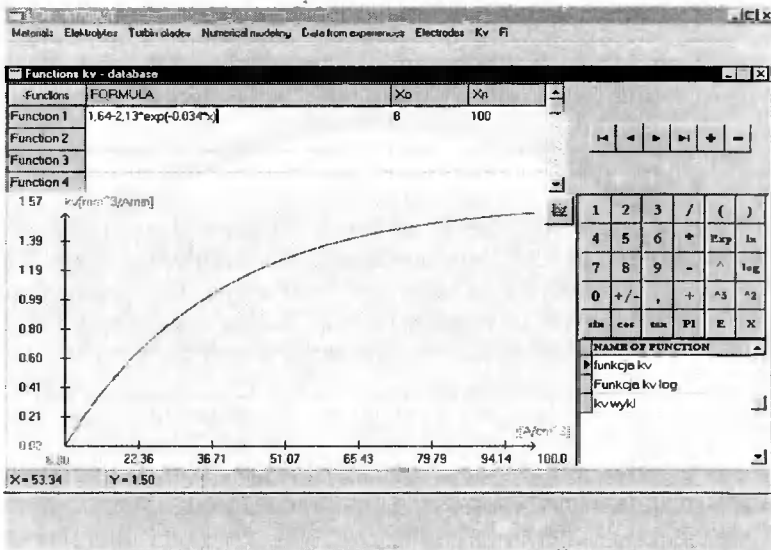 Materials Elektrolytes Turbin blades Numerical modeling Data from experiences Electrodes Kv Fi
Functions kv - database
Functions FORMULA Xo Xn
Function 1 1,64-2,13*exp(-0.034*x) 8 100
Function 2
Function 3
Function 4
1.57 kv[mm^3/Amin]
1.39
1.19
0.99
0.80
0.60
0.41
0.21
22.36 36.71 51.07 65.43 79.79 94.14 100.0
1 2 3 / ( )
4 5 6 * Exp ln
7 8 9 - ^ log
0 +/- , + ^3 ^2
sin cos tan PI E X
NAME OF FUNCTION
funkcja kv
Funkcja kv log
kv wykl
X = 53.34 Y = 1.50